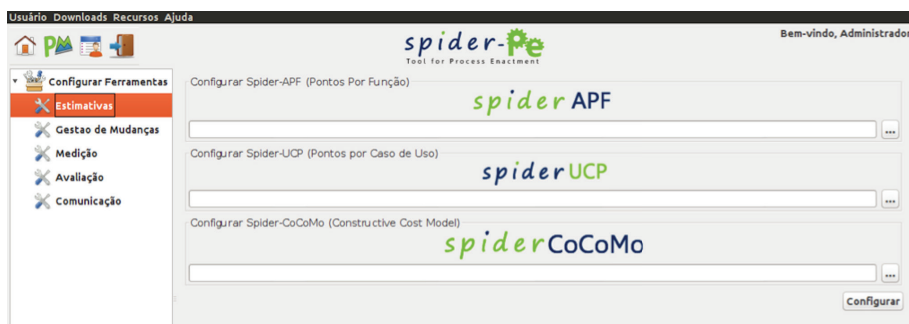 Usuário Downloads Recursos Ajuda
PM
spider-Pe
Tool for Process Enactment
Bem-vindo, Administrador
Configurar Ferramentas
Estimativas
Gestao de Mudanças
Medição
Avaliação
Comunicação
Configurar Spider-APF (Pontos Por Função)
spider APF
...
Configurar Spider-UCP (Pontos por Caso de Uso)
spider UCP
...
Configurar Spider-CoCoMo (Constructive Cost Model)
spider CoCoMo
...
Configurar